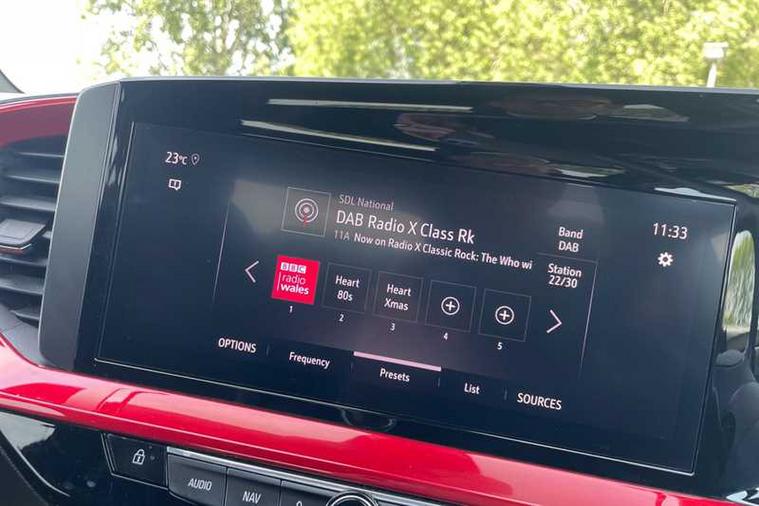 23°C
11:33
SDL National
DAB Radio X Class Rk
11A Now on Radio X Classic Rock: The Who wi
Band
DAB
Station
22/30
BBC
radio
wales
Heart
80s
Heart
Xmas
1
2
3
4
5
OPTIONS
Frequency
Presets
List
SOURCES
AUDIO
NAV